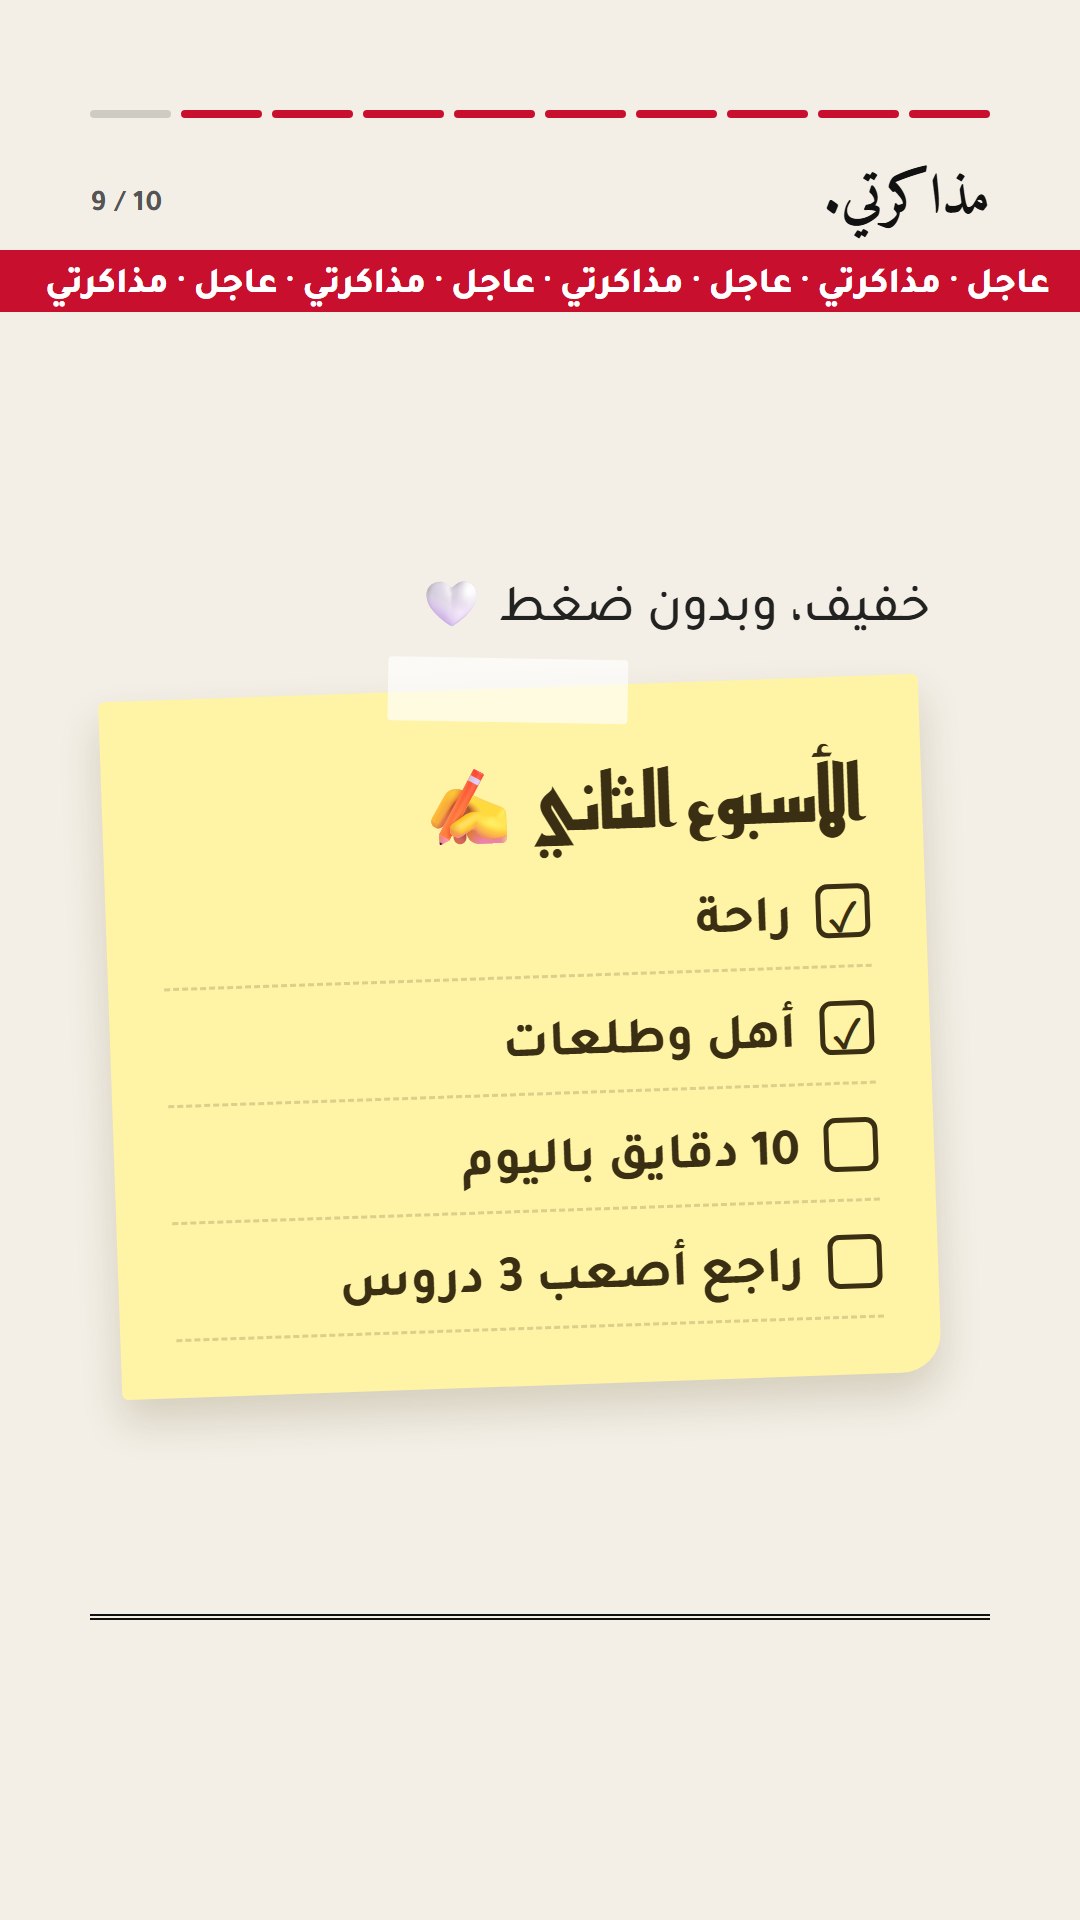 مذاكرتي.
9 / 10
عاجل · مذاكرتي · عاجل · مذاكرتي · عاجل · مذاكرتي · عاجل · مذاكرتي
خفيف، وبدون ضغط 🤍
الأسبوع الثاني ✍️
☑ راحة
☑ أهل وطلعات
☐ 10 دقايق باليوم
☐ راجع أصعب 3 دروس